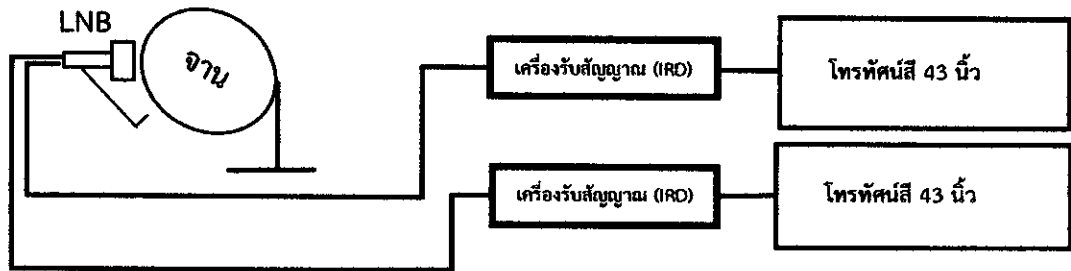 LNB
จาน
เครื่องรับสัญญาณ (IRD)
โทรทัศน์สี 43 นิ้ว
เครื่องรับสัญญาณ (IRD)
โทรทัศน์สี 43 นิ้ว